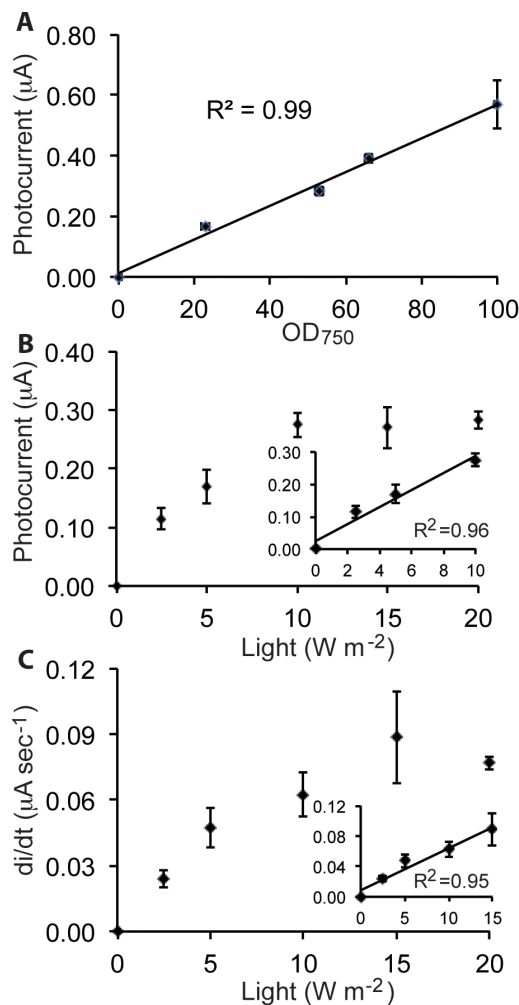 A
0.80
0.60
0.40
0.20
0.00
Photocurrent (μA)
R² = 0.99
0 20 40 60 80 100
OD750
B
0.40
0.30
0.20
0.10
0.00
Photocurrent (μA)
0.30
0.20
0.10
0.00
R2=0.96
0 2 4 6 8 10
0 5 10 15 20
Light (W m-2)
C
0.12
0.09
0.06
0.03
0.00
di/dt (μA sec-1)
0.12
0.08
0.04
0.00
R2=0.95
0 5 10 15
0 5 10 15 20
Light (W m-2)